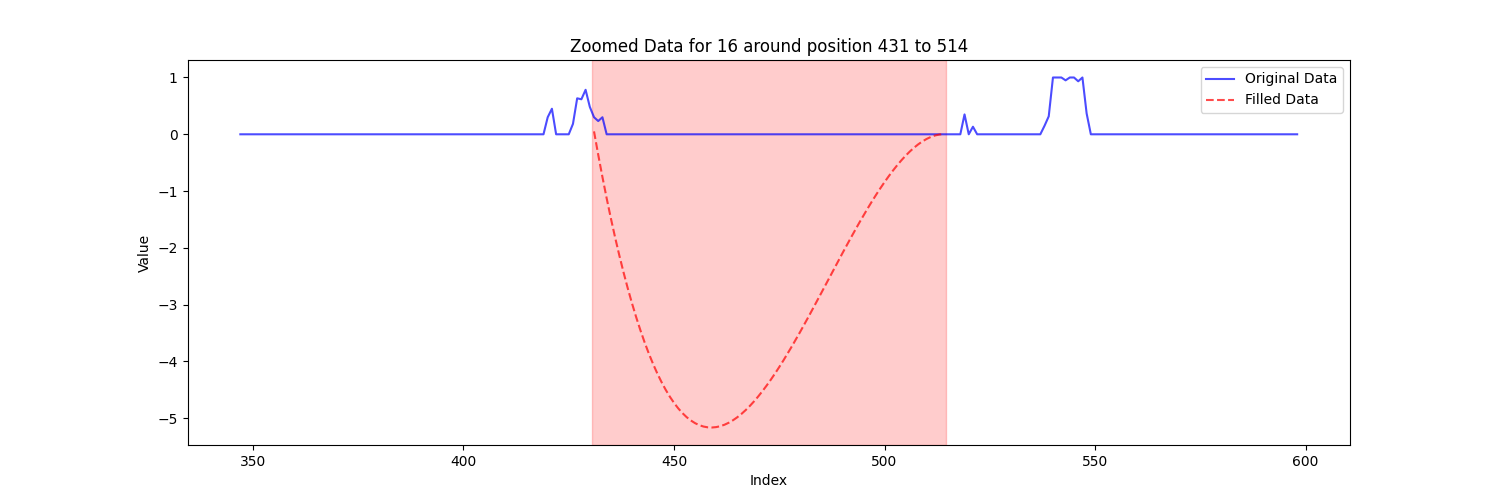 Zoomed Data for 16 around position 431 to 514
Original Data
Filled Data
1
0
−1
−2
−3
−4
−5
Value
350
400
450
500
550
600
Index